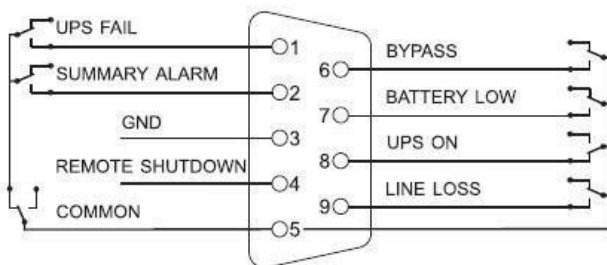 UPS FAIL
1
SUMMARY ALARM
2
GND
3
REMOTE SHUTDOWN
4
COMMON
5
BYPASS
6
BATTERY LOW
7
UPS ON
8
LINE LOSS
9